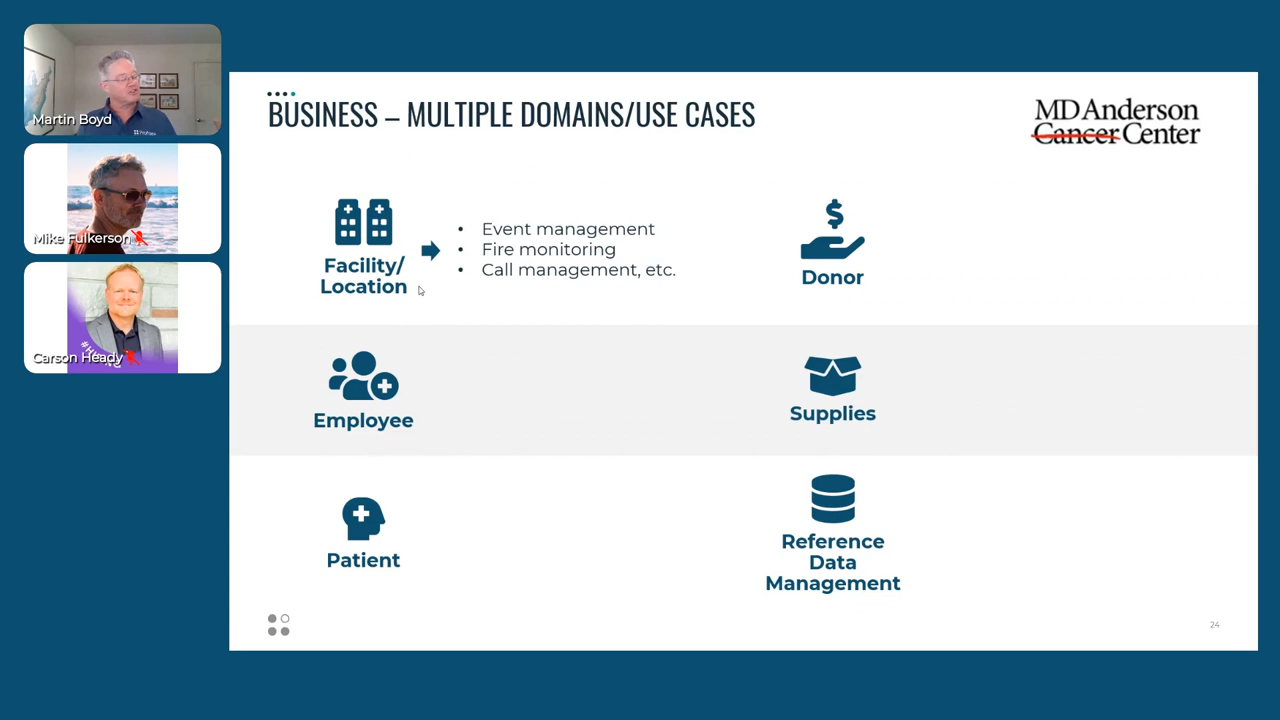 Martin Boyd
Mike Fulkerson
Carson Heady
BUSINESS – MULTIPLE DOMAINS/USE CASES
MD Anderson
Cancer Center
Facility/
Location
• Event management
• Fire monitoring
• Call management, etc.
Donor
Employee
Supplies
Patient
Reference
Data
Management
24